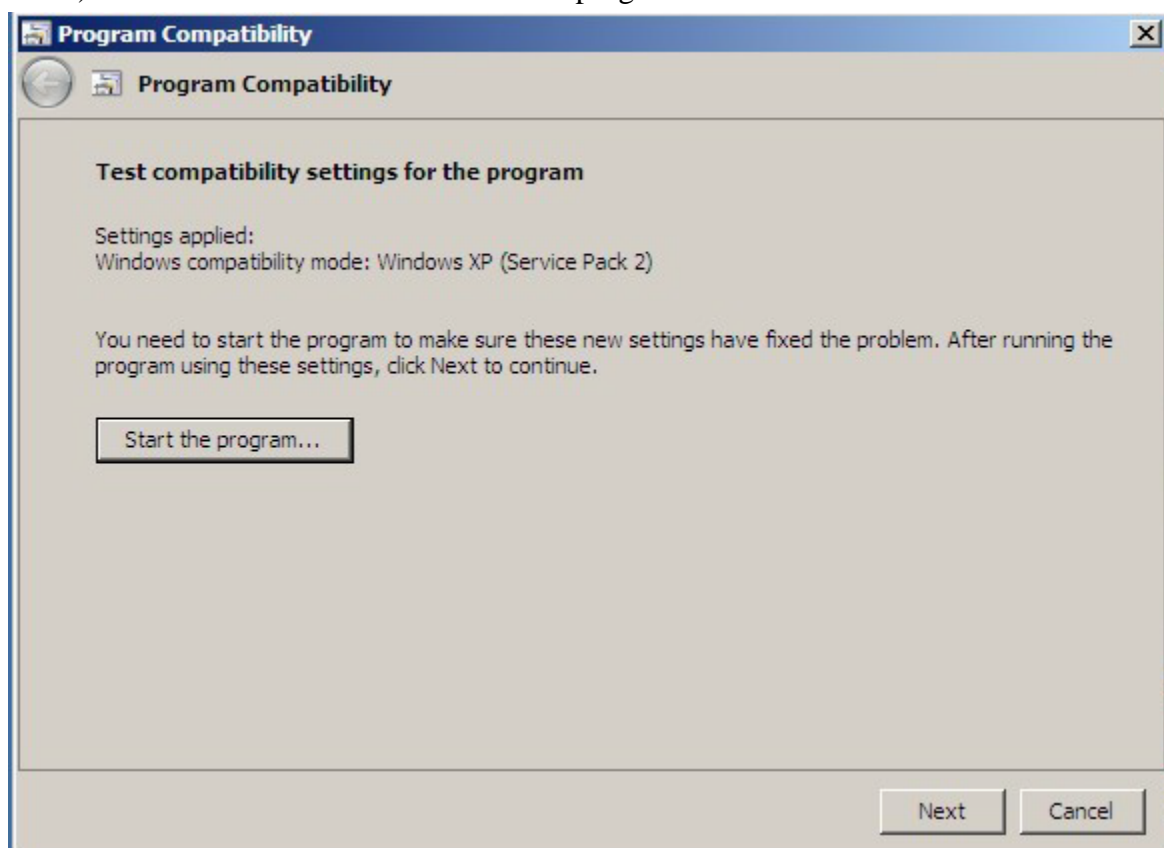 Program Compatibility
Program Compatibility
Test compatibility settings for the program
Settings applied:
Windows compatibility mode: Windows XP (Service Pack 2)
You need to start the program to make sure these new settings have fixed the problem. After running the
program using these settings, click Next to continue.
Start the program...
Next Cancel